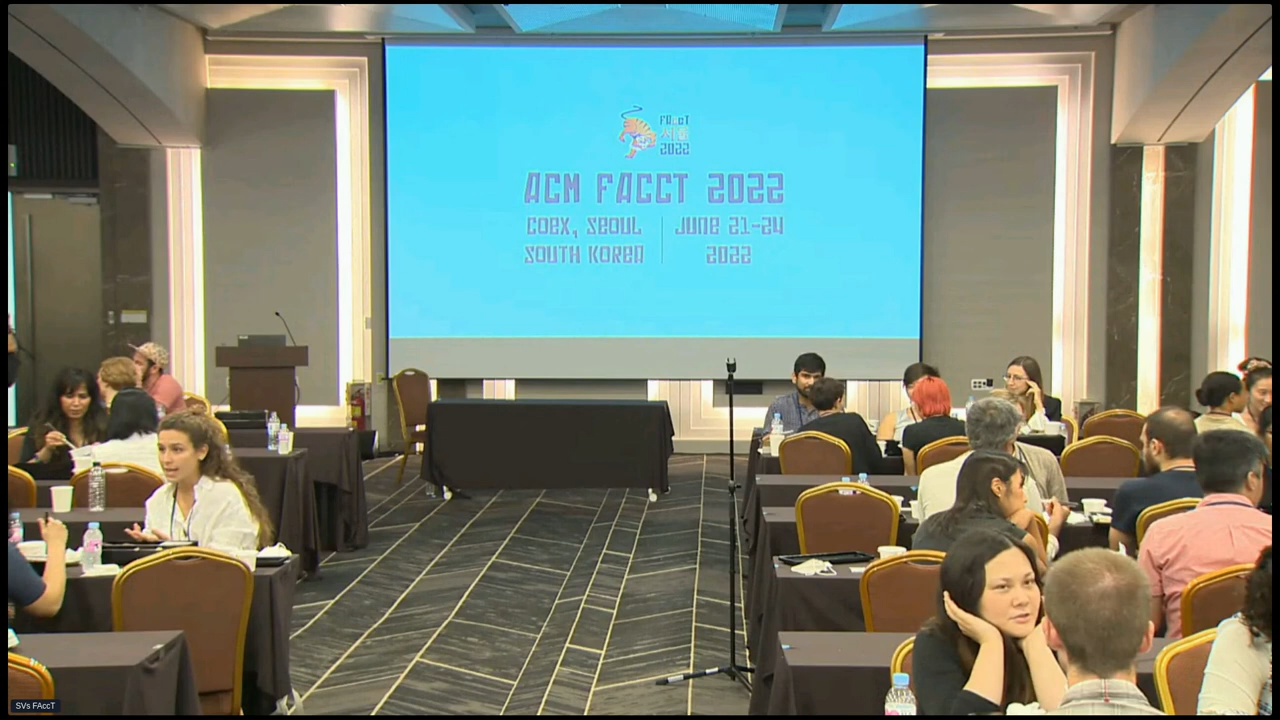 FAccT
서울
2022
ACM FAccT 2022
COEX, SEOUL
SOUTH KOREA
JUNE 21-24
2022
SVs FAccT